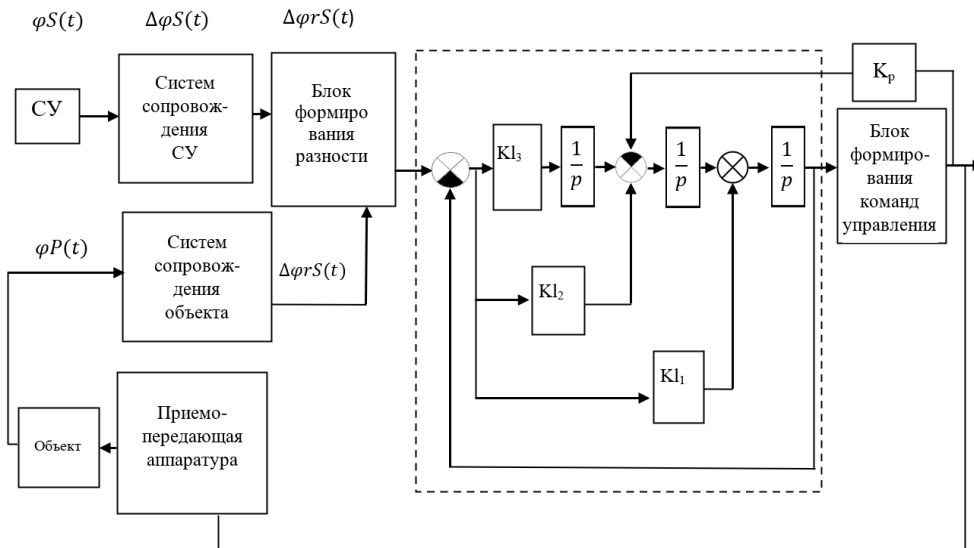 φS(t)
ΔφS(t)
ΔφrS(t)
СУ
Систем
сопровож-
дения
СУ
Блок
формиро
вания
разности
Kl₃
1/p
1/p
1/p
Kₚ
Блок
формиро-
вания
команд
управления
φP(t)
Систем
сопровож-
дения
объекта
ΔφrS(t)
Kl₂
Kl₁
Объект
Приемо-
передающая
аппаратура